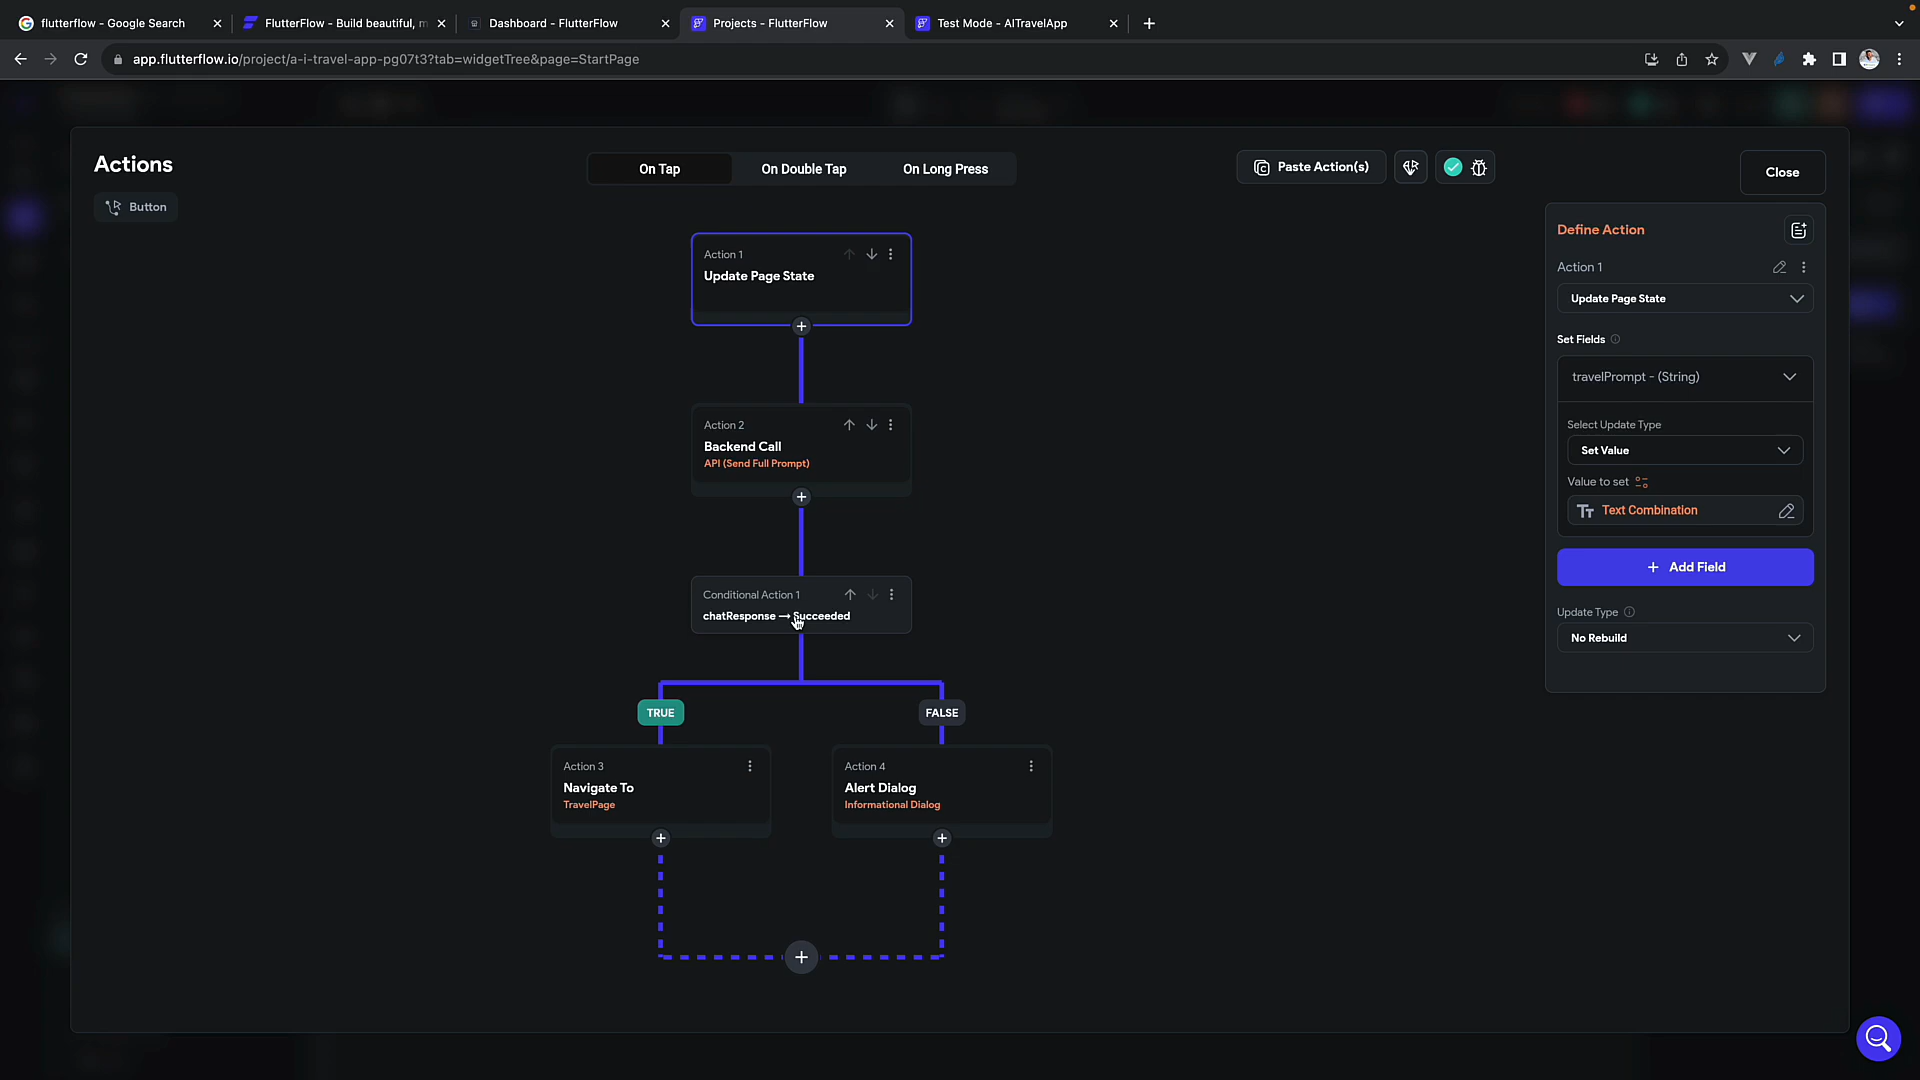 flutterflow - Google Search
FlutterFlow - Build beautiful, m
Dashboard - FlutterFlow
Projects - FlutterFlow
Test Mode - AITravelApp
app.flutterflow.io/project/a-i-travel-app-pg07t3?tab=widgetTree&page=StartPage
Actions
Button
On Tap
On Double Tap
On Long Press
Paste Action(s)
Close
Action 1
Update Page State
Action 2
Backend Call
API (Send Full Prompt)
Conditional Action 1
chatResponse → Succeeded
TRUE
FALSE
Action 3
Navigate To
TravelPage
Action 4
Alert Dialog
Informational Dialog
Define Action
Action 1
Update Page State
Set Fields
travelPrompt - (String)
Select Update Type
Set Value
Value to set
Text Combination
+ Add Field
Update Type
No Rebuild